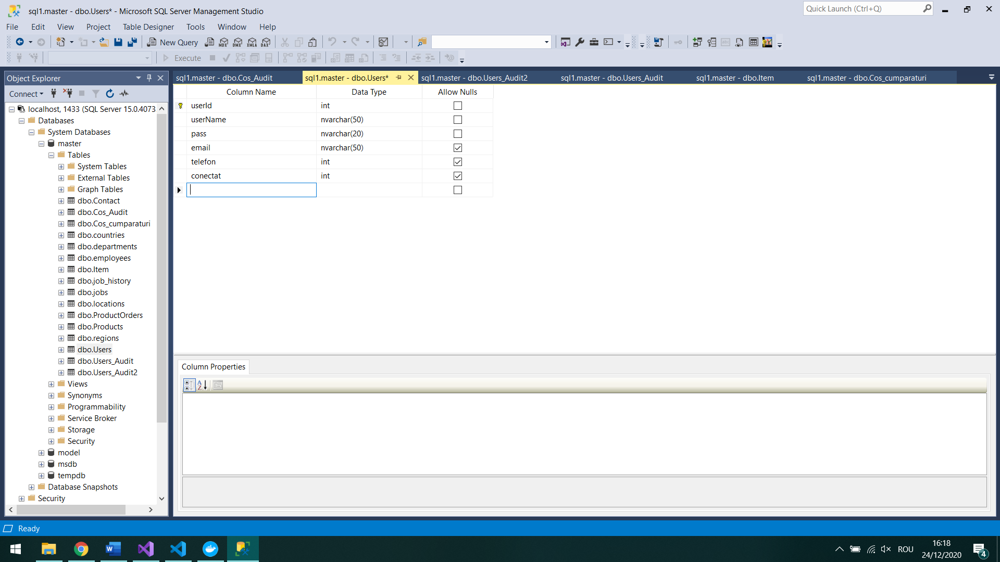 sql1.master - dbo.Users* - Microsoft SQL Server Management Studio
Quick Launch (Ctrl+Q)
File Edit View Project Table Designer Tools Window Help
New Query MDX DMX XMLA DAX
Execute
Object Explorer
Connect
localhost, 1433 (SQL Server 15.0.4073
Databases
System Databases
master
Tables
System Tables
External Tables
Graph Tables
dbo.Contact
dbo.Cos_Audit
dbo.Cos_cumparaturi
dbo.countries
dbo.departments
dbo.employees
dbo.Item
dbo.job_history
dbo.jobs
dbo.locations
dbo.ProductOrders
dbo.Products
dbo.regions
dbo.Users
dbo.Users_Audit
dbo.Users_Audit2
Views
Synonyms
Programmability
Service Broker
Storage
Security
model
msdb
tempdb
Database Snapshots
Security
sql1.master - dbo.Cos_Audit sql1.master - dbo.Users* sql1.master - dbo.Users_Audit2 sql1.master - dbo.Users_Audit sql1.master - dbo.Item sql1.master - dbo.Cos_cumparaturi
Column Name Data Type Allow Nulls
userId int
userName nvarchar(50)
pass nvarchar(20)
email nvarchar(50)
telefon int
conectat int
Column Properties
Ready
ROU
16:18
24/12/2020
4